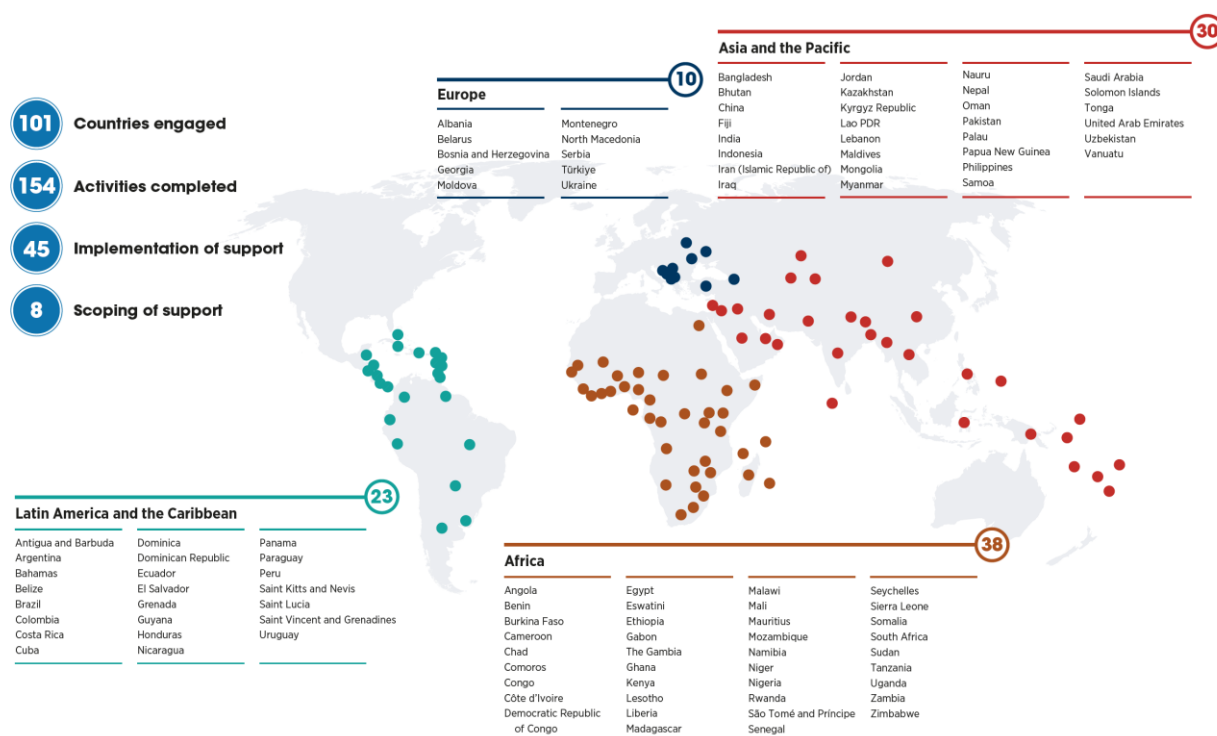 101 Countries engaged
154 Activities completed
45 Implementation of support
8 Scoping of support
10
Europe
Albania
Belarus
Bosnia and Herzegovina
Georgia
Moldova
Montenegro
North Macedonia
Serbia
Türkiye
Ukraine
30
Asia and the Pacific
Bangladesh
Bhutan
China
Fiji
India
Indonesia
Iran (Islamic Republic of)
Iraq
Jordan
Kazakhstan
Kyrgyz Republic
Lao PDR
Lebanon
Maldives
Mongolia
Myanmar
Nauru
Nepal
Oman
Pakistan
Palau
Papua New Guinea
Philippines
Samoa
Saudi Arabia
Solomon Islands
Tonga
United Arab Emirates
Uzbekistan
Vanuatu
23
Latin America and the Caribbean
Antigua and Barbuda
Argentina
Bahamas
Belize
Brazil
Colombia
Costa Rica
Cuba
Dominica
Dominican Republic
Ecuador
El Salvador
Grenada
Guyana
Honduras
Nicaragua
Panama
Paraguay
Peru
Saint Kitts and Nevis
Saint Lucia
Saint Vincent and Grenadines
Uruguay
38
Africa
Angola
Benin
Burkina Faso
Cameroon
Chad
Comoros
Congo
Côte d'Ivoire
Democratic Republic
of Congo
Egypt
Eswatini
Ethiopia
Gabon
The Gambia
Ghana
Kenya
Lesotho
Liberia
Madagascar
Malawi
Mali
Mauritius
Mozambique
Namibia
Niger
Nigeria
Rwanda
São Tomé and Príncipe
Senegal
Seychelles
Sierra Leone
Somalia
South Africa
Sudan
Tanzania
Uganda
Zambia
Zimbabwe